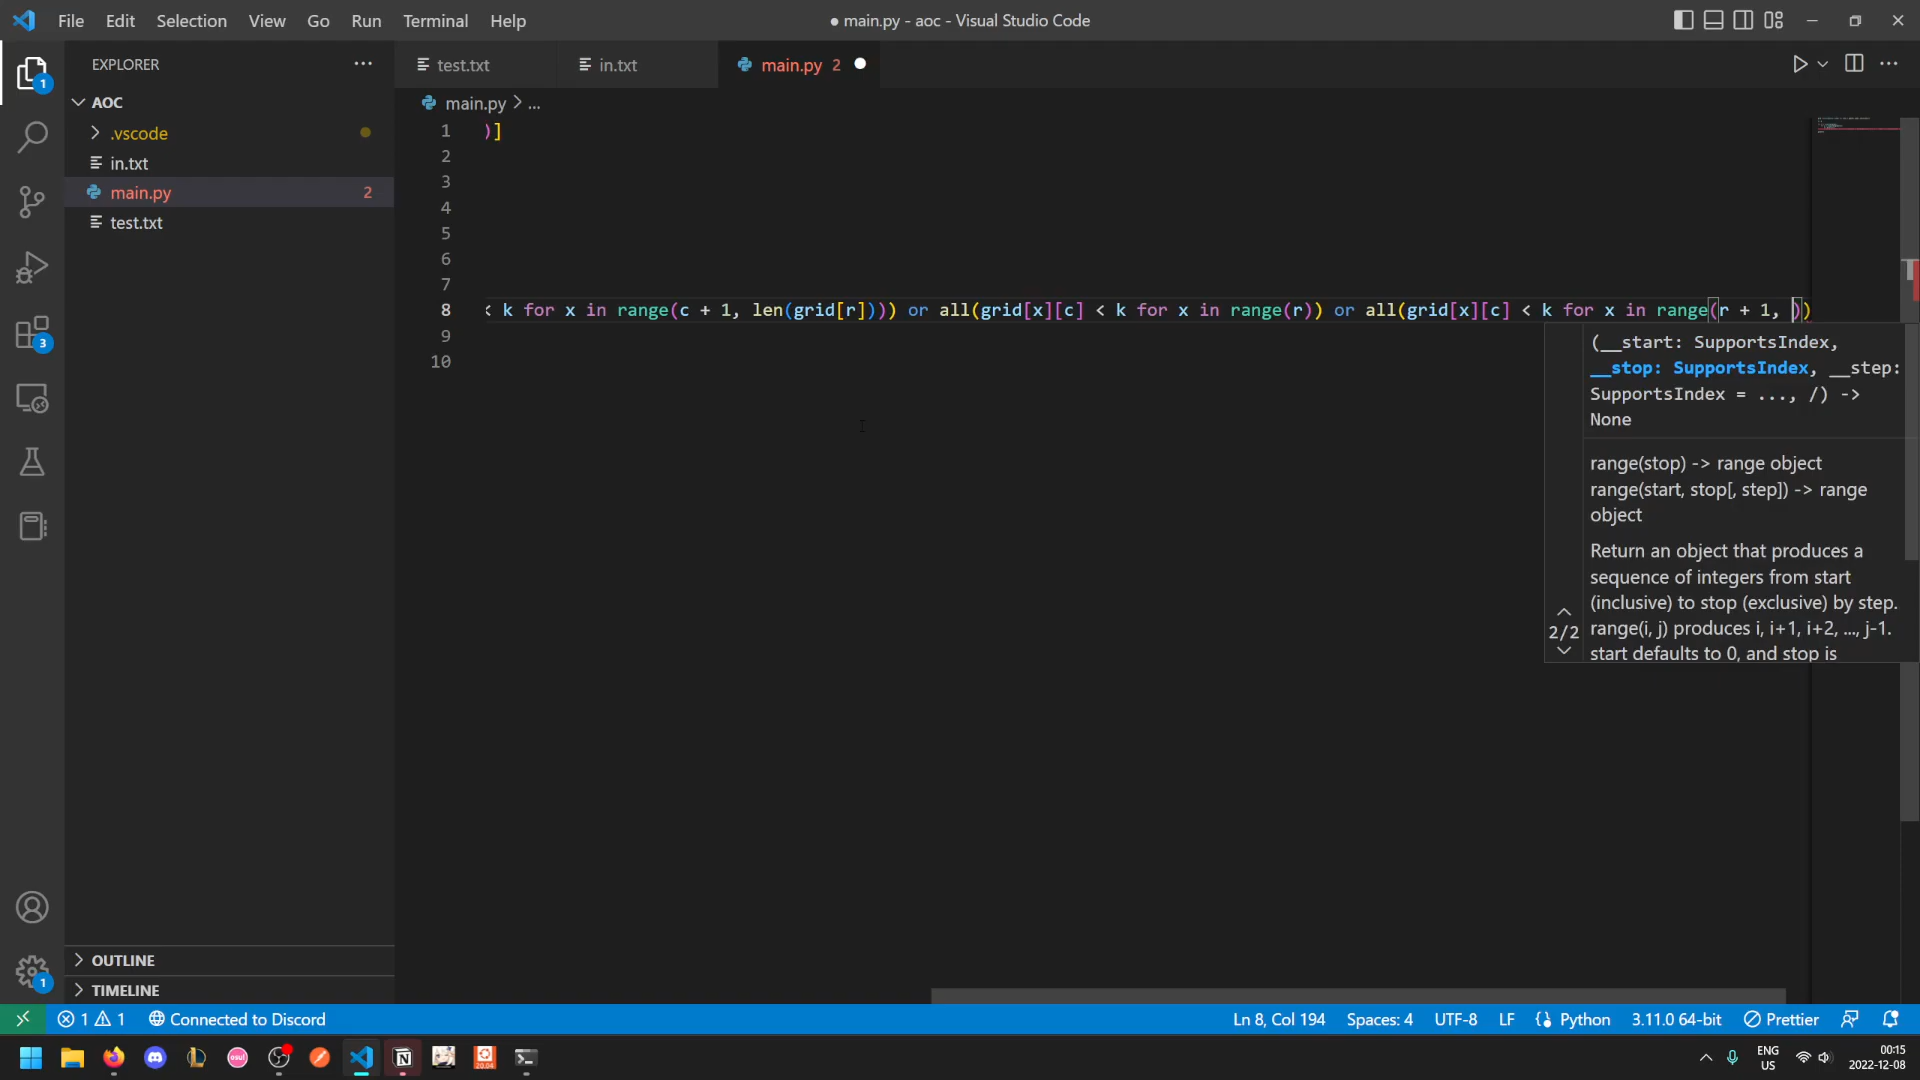 File Edit Selection View Go Run Terminal Help
● main.py - aoc - Visual Studio Code
EXPLORER
AOC
.vscode
in.txt
main.py 2
test.txt
OUTLINE
TIMELINE
test.txt in.txt main.py 2
main.py > ...
1 )]
2
3
4
5
6
7
8 < k for x in range(c + 1, len(grid[r]))) or all(grid[x][c] < k for x in range(r)) or all(grid[x][c] < k for x in range(r + 1, ))
9
10
(__start: SupportsIndex,
__stop: SupportsIndex, __step:
SupportsIndex = ..., /) ->
None
range(stop) -> range object
range(start, stop[, step]) -> range
object
Return an object that produces a
sequence of integers from start
(inclusive) to stop (exclusive) by step.
range(i, j) produces i, i+1, i+2, ..., j-1.
start defaults to 0, and stop is
2/2
1
3
1
1 1 Connected to Discord
Ln 8, Col 194 Spaces: 4 UTF-8 LF Python 3.11.0 64-bit Prettier
osu!
20.04
ENG
US
00:15
2022-12-08